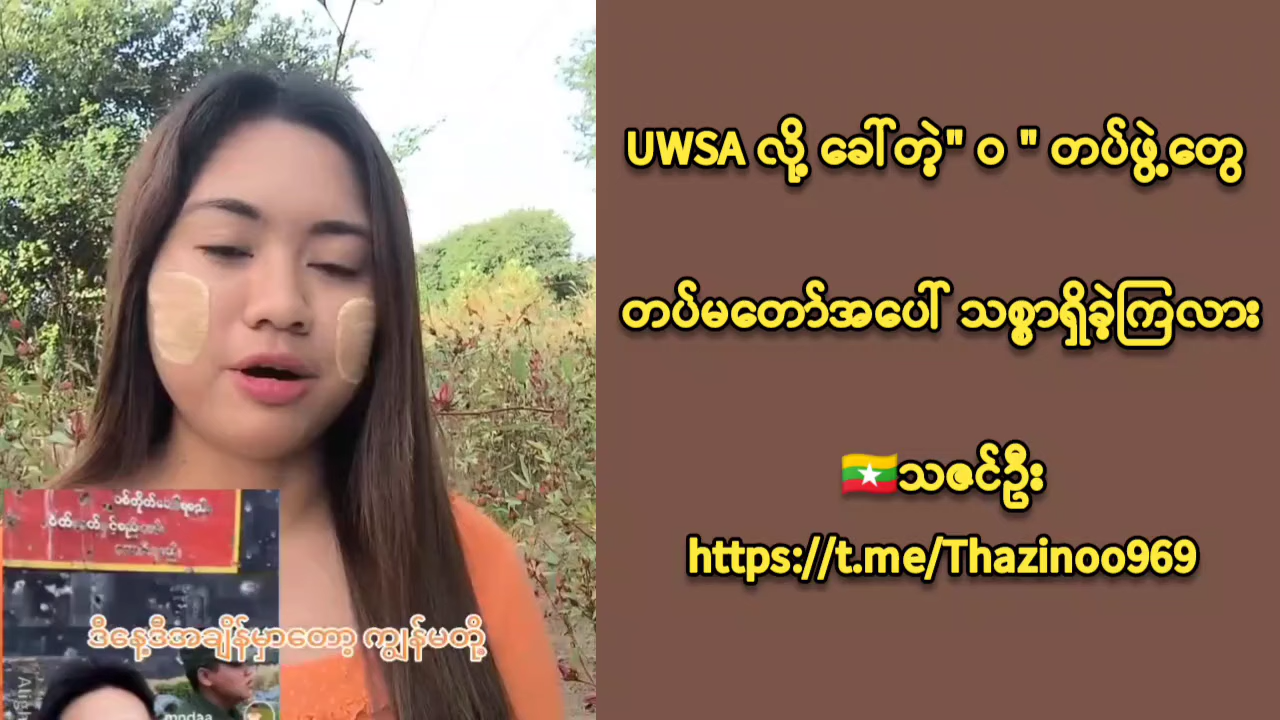 UWSA လို့ ခေါ်တဲ့" ဝ " တပ်ဖွဲ့တွေ
တပ်မတော်အပေါ် သစ္စာရှိခဲ့ကြလား
🇲🇲သဇင်ဦး
https://t.me/Thazinoo969
ဒီနေ့ဒီအချိန်မှာတော့ ကျွန်မတို့
Aligh
mndaa